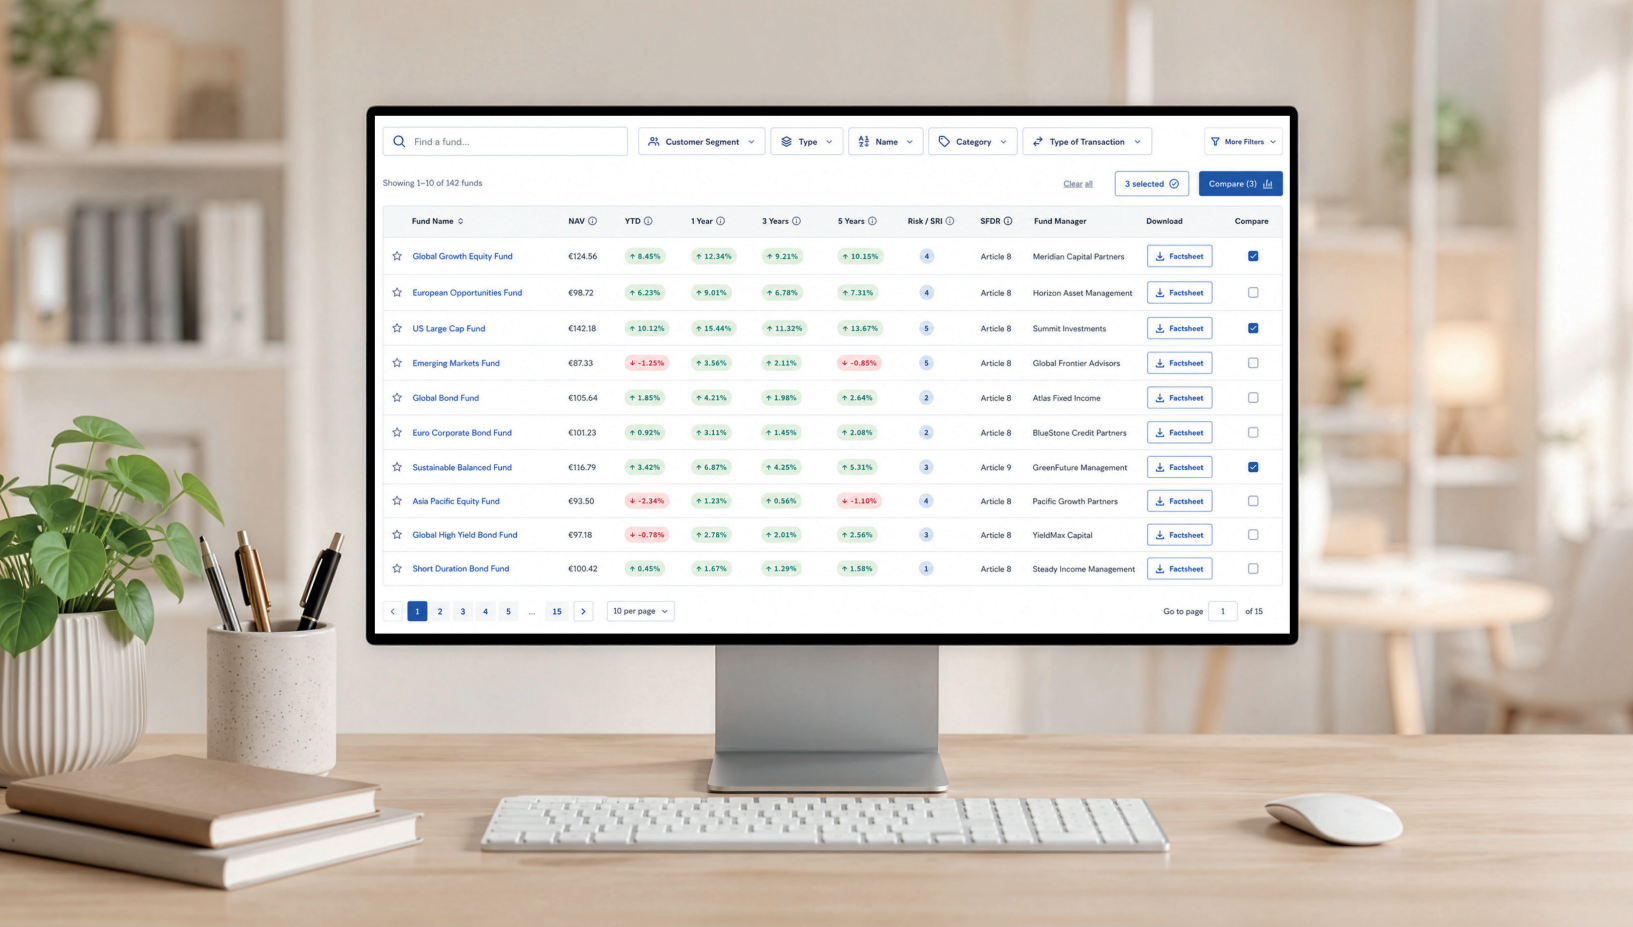 Find a fund...
Customer Segment
Type
Name
Category
Type of Transaction
More Filters
Showing 1–10 of 142 funds
Clear all
3 selected
Compare (3)
Fund Name NAV YTD 1 Year 3 Years 5 Years Risk / SRI SFDR Fund Manager Download Compare
Global Growth Equity Fund €124.56 ↑ 8.45% ↑ 12.34% ↑ 9.21% ↑ 10.15% 4 Article 8 Meridian Capital Partners Factsheet
European Opportunities Fund €98.72 ↑ 6.23% ↑ 9.01% ↑ 6.78% ↑ 7.31% 4 Article 8 Horizon Asset Management Factsheet
US Large Cap Fund €142.18 ↑ 10.12% ↑ 15.44% ↑ 11.32% ↑ 13.67% 5 Article 8 Summit Investments Factsheet
Emerging Markets Fund €87.33 ↓ -1.25% ↑ 3.56% ↑ 2.11% ↓ -0.85% 5 Article 8 Global Frontier Advisors Factsheet
Global Bond Fund €105.64 ↑ 1.85% ↑ 4.21% ↑ 1.98% ↑ 2.64% 2 Article 8 Atlas Fixed Income Factsheet
Euro Corporate Bond Fund €101.23 ↑ 0.92% ↑ 3.11% ↑ 1.45% ↑ 2.08% 2 Article 8 BlueStone Credit Partners Factsheet
Sustainable Balanced Fund €116.79 ↑ 3.42% ↑ 6.87% ↑ 4.25% ↑ 5.31% 3 Article 9 GreenFuture Management Factsheet
Asia Pacific Equity Fund €93.50 ↓ -2.34% ↑ 1.23% ↑ 0.56% ↓ -1.10% 4 Article 8 Pacific Growth Partners Factsheet
Global High Yield Bond Fund €97.18 ↓ -0.78% ↑ 2.78% ↑ 2.01% ↑ 2.56% 3 Article 8 YieldMax Capital Factsheet
Short Duration Bond Fund €100.42 ↑ 0.45% ↑ 1.67% ↑ 1.29% ↑ 1.58% 1 Article 8 Steady Income Management Factsheet
1 2 3 4 5 ... 15
10 per page
Go to page 1 of 15